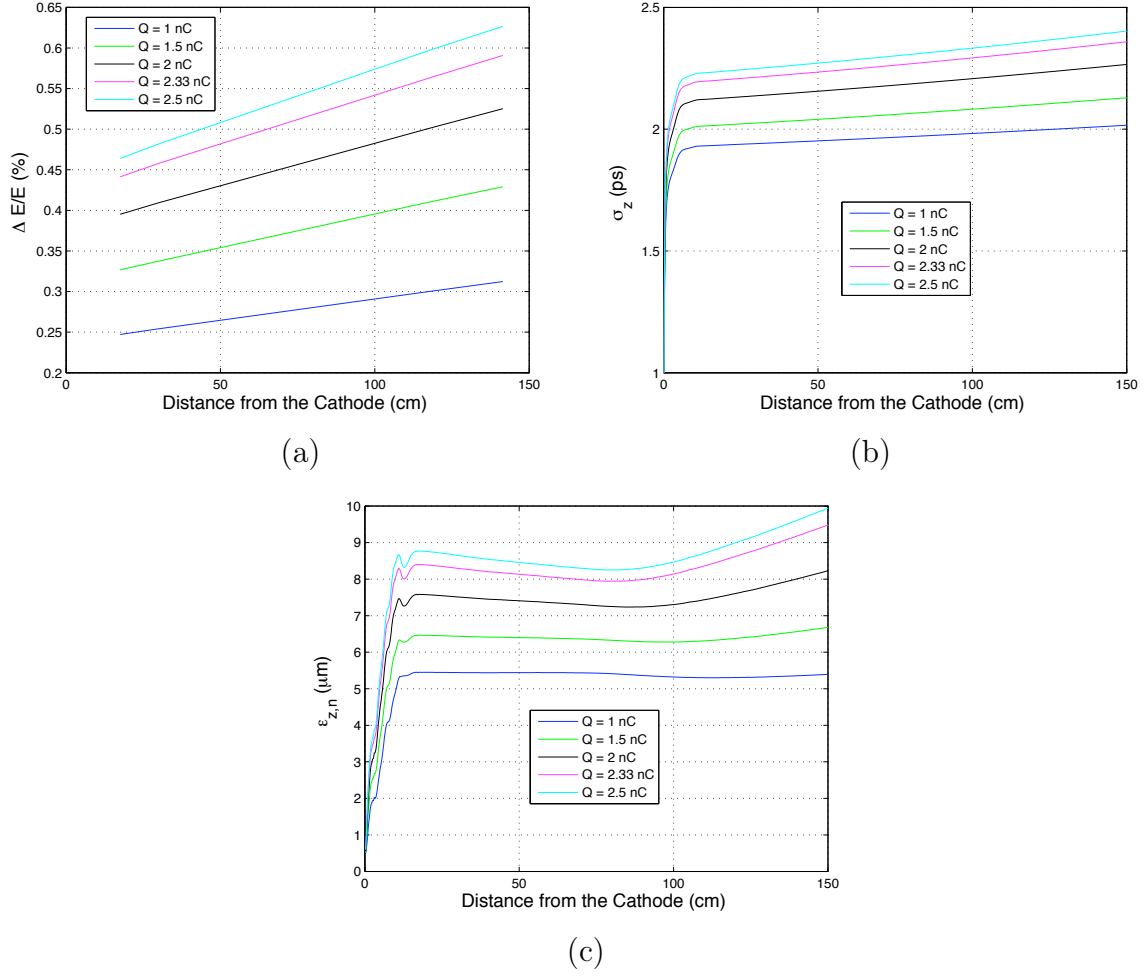 0.65
0.6
0.55
0.5
0.45
0.4
0.35
0.3
0.25
0.2
Δ E/E (%)
Q = 1 nC
Q = 1.5 nC
Q = 2 nC
Q = 2.33 nC
Q = 2.5 nC
0 50 100 150
Distance from the Cathode (cm)
(a)
2.5
2
1.5
1
σz (ps)
Q = 1 nC
Q = 1.5 nC
Q = 2 nC
Q = 2.33 nC
Q = 2.5 nC
0 50 100 150
Distance from the Cathode (cm)
(b)
10
9
8
7
6
5
4
3
2
1
0
εz,n (μm)
Q = 1 nC
Q = 1.5 nC
Q = 2 nC
Q = 2.33 nC
Q = 2.5 nC
0 50 100 150
Distance from the Cathode (cm)
(c)